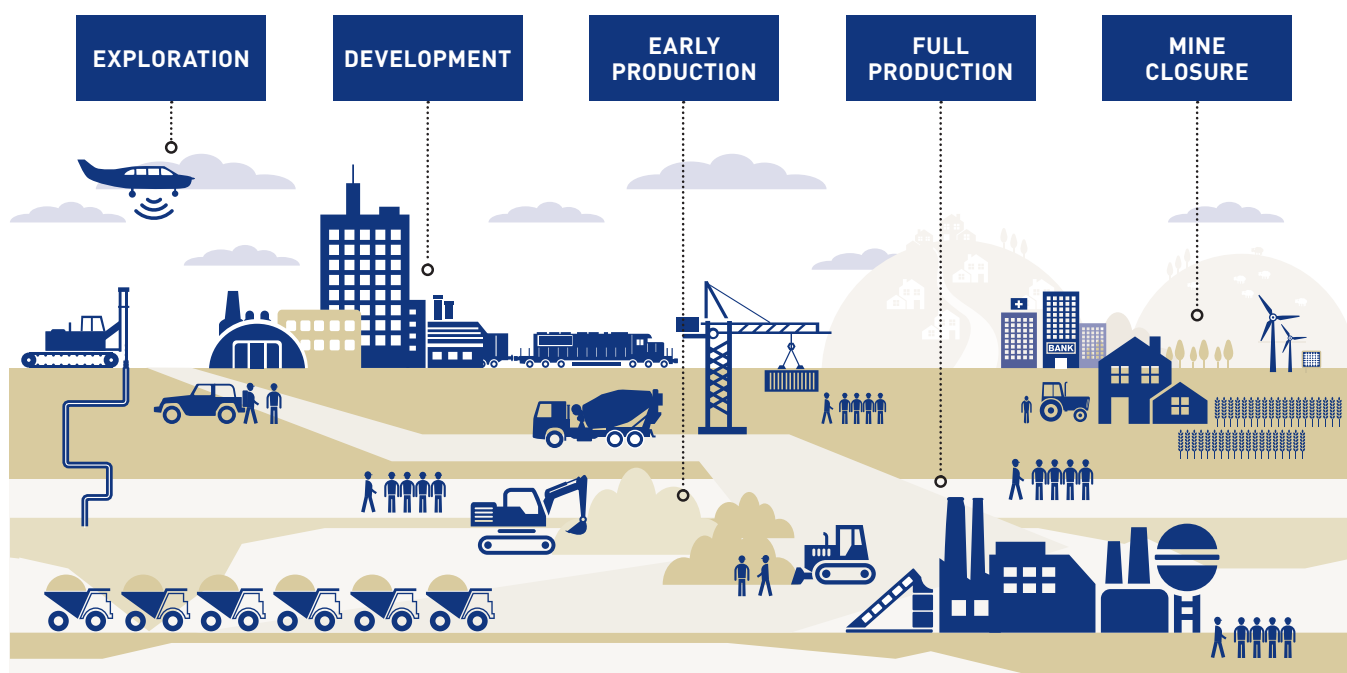 EXPLORATION
DEVELOPMENT
EARLY
PRODUCTION
FULL
PRODUCTION
MINE
CLOSURE
BANK